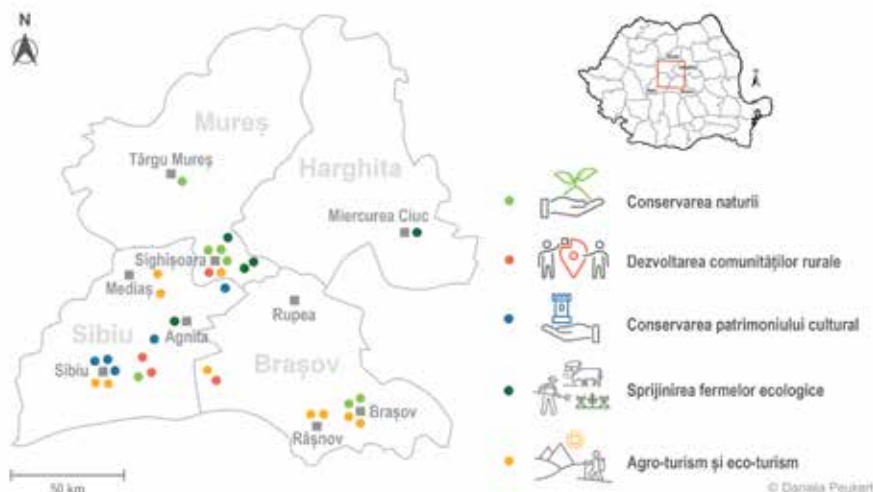 N
Mureș
Târgu Mureș
Harghita
Miercurea Ciuc
Sighișoara
Mediaș
Rupea
Sibiu
Agnita
Sibiu
Brașov
Brașov
Râșnov
50 km
Conservarea naturii
Dezvoltarea comunităților rurale
Conservarea patrimoniului cultural
Sprijinirea fermelor ecologice
Agro-turism și eco-turism
© Danaila Peukert